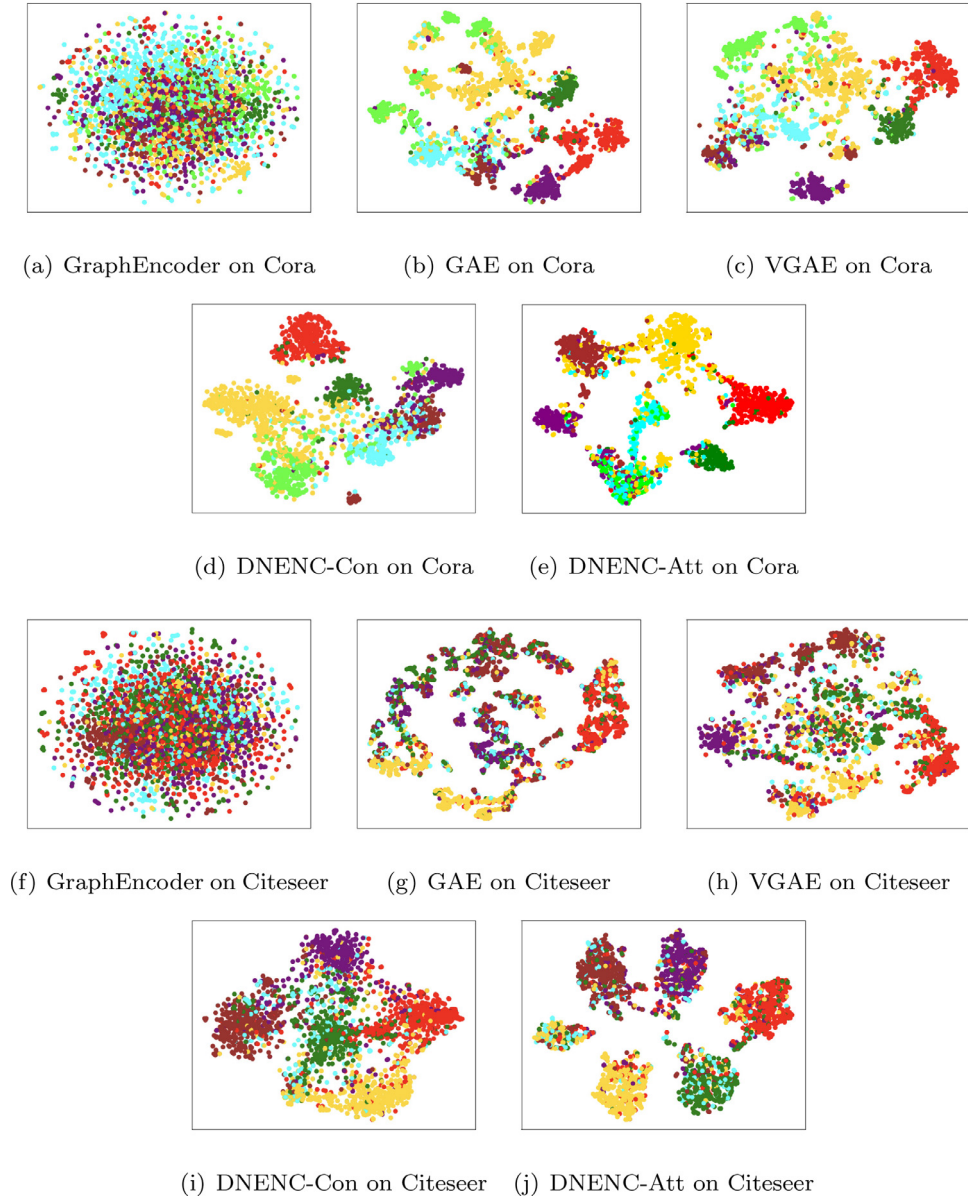 (a) GraphEncoder on Cora
(b) GAE on Cora
(c) VGAE on Cora
(d) DNENC-Con on Cora
(e) DNENC-Att on Cora
(f) GraphEncoder on Citeseer
(g) GAE on Citeseer
(h) VGAE on Citeseer
(i) DNENC-Con on Citeseer
(j) DNENC-Att on Citeseer